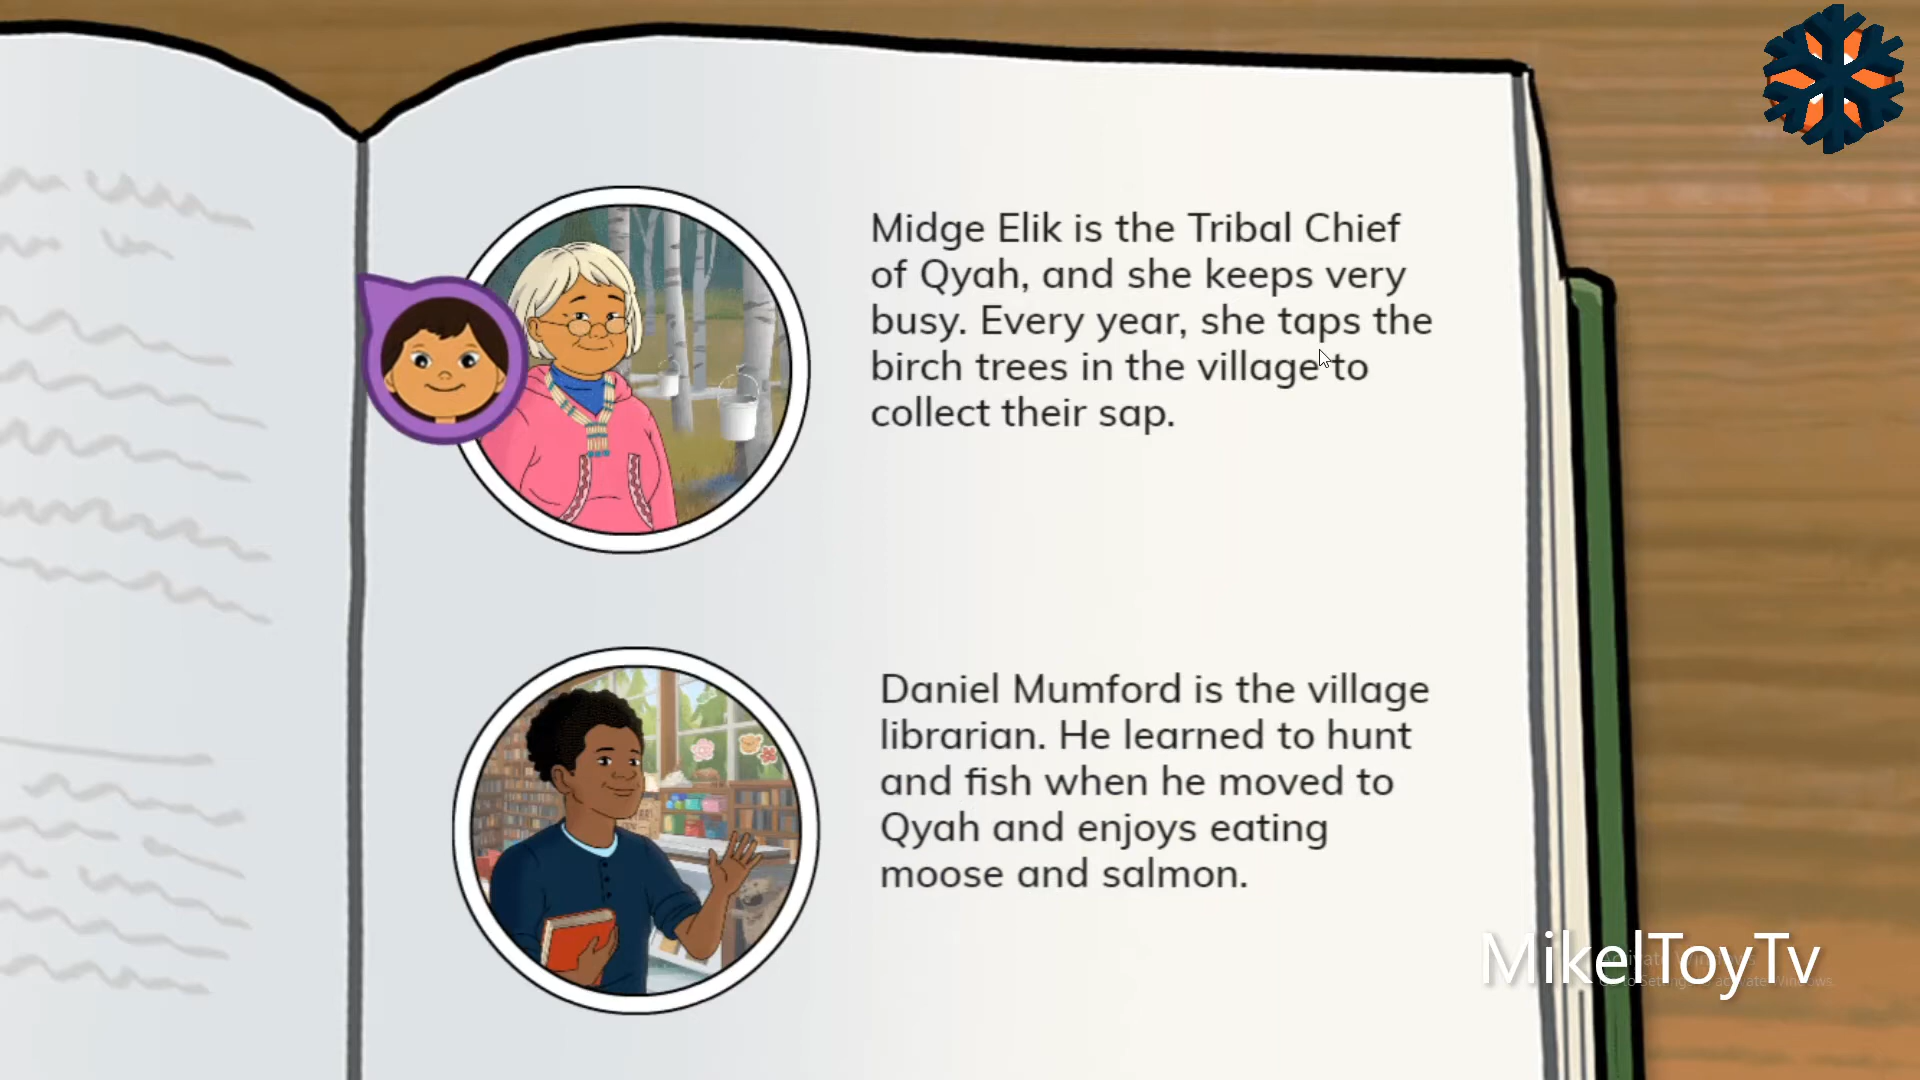 Midge Elik is the Tribal Chief
of Qyah, and she keeps very
busy. Every year, she taps the
birch trees in the village to
collect their sap.
Daniel Mumford is the village
librarian. He learned to hunt
and fish when he moved to
Qyah and enjoys eating
moose and salmon.
MikelToyTv